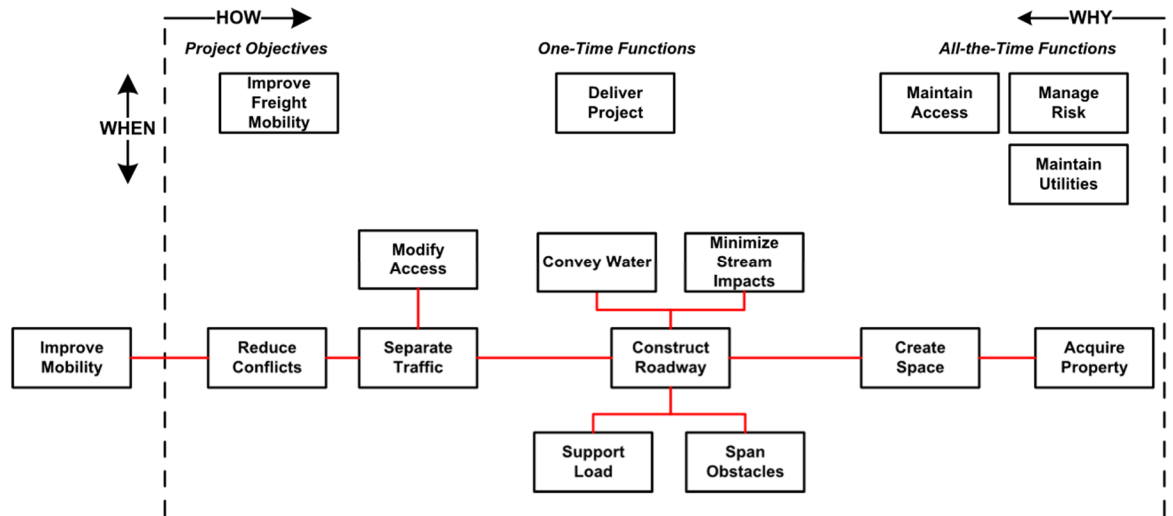 HOW
WHY
Project Objectives
One-Time Functions
All-the-Time Functions
WHEN
Improve
Freight
Mobility
Deliver
Project
Maintain
Access
Manage
Risk
Maintain
Utilities
Modify
Access
Convey Water
Minimize
Stream
Impacts
Improve
Mobility
Reduce
Conflicts
Separate
Traffic
Construct
Roadway
Create
Space
Acquire
Property
Support
Load
Span
Obstacles